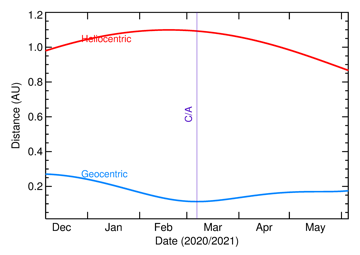 1.2
1.0
0.8
0.6
0.4
0.2
Distance (AU)
Heliocentric
Geocentric
C/A
Dec Jan Feb Mar Apr May
Date (2020/2021)